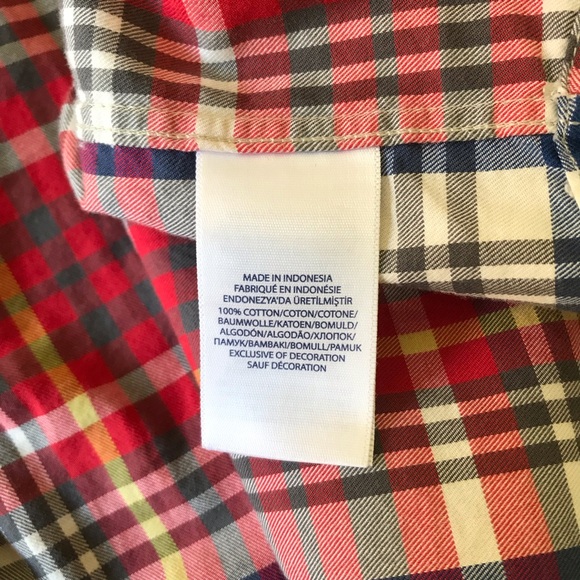 MADE IN INDONESIA
FABRIQUÉ EN INDONÉSIE
ENDONEZYA'DA ÜRETİLMİŞTİR
100% COTTON/COTON/COTONE/
BAUMWOLLE/KATOEN/BOMULD/
ALGODÓN/ALGODÃO/ХЛОПОК/
ΠΑΜΥΚ/BAMBAKI/BOMULL/PAMUK
EXCLUSIVE OF DECORATION
SAUF DÉCORATION